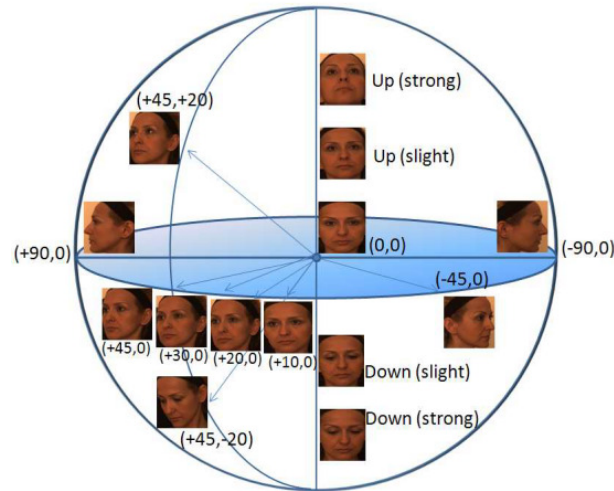 Up (strong)
(+45,+20)
Up (slight)
(0,0)
(+90,0)
(-90,0)
(-45,0)
(+45,0)
(+30,0)
(+20,0)
(+10,0)
Down (slight)
Down (strong)
(+45,-20)